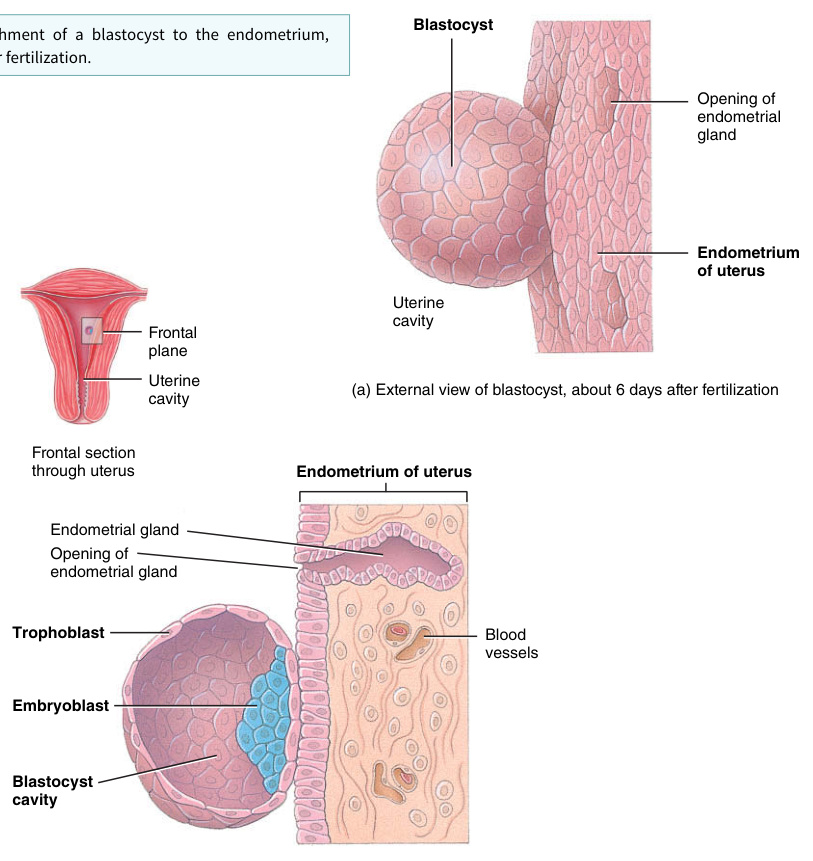 hment of a blastocyst to the endometrium,
fertilization.
Blastocyst
Opening of
endometrial
gland
Endometrium
of uterus
Uterine
cavity
Frontal
plane
Uterine
cavity
(a) External view of blastocyst, about 6 days after fertilization
Frontal section
through uterus
Endometrium of uterus
Endometrial gland
Opening of
endometrial gland
Trophoblast
Blood
vessels
Embryoblast
Blastocyst
cavity